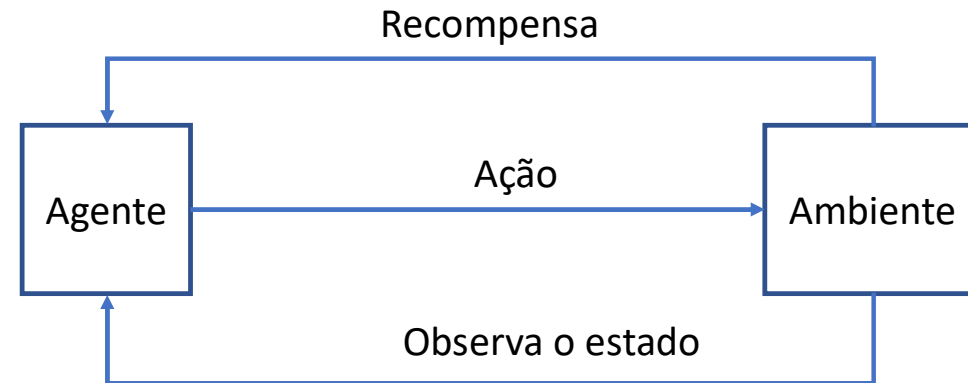 Recompensa
Ação
Agente
Ambiente
Observa o estado